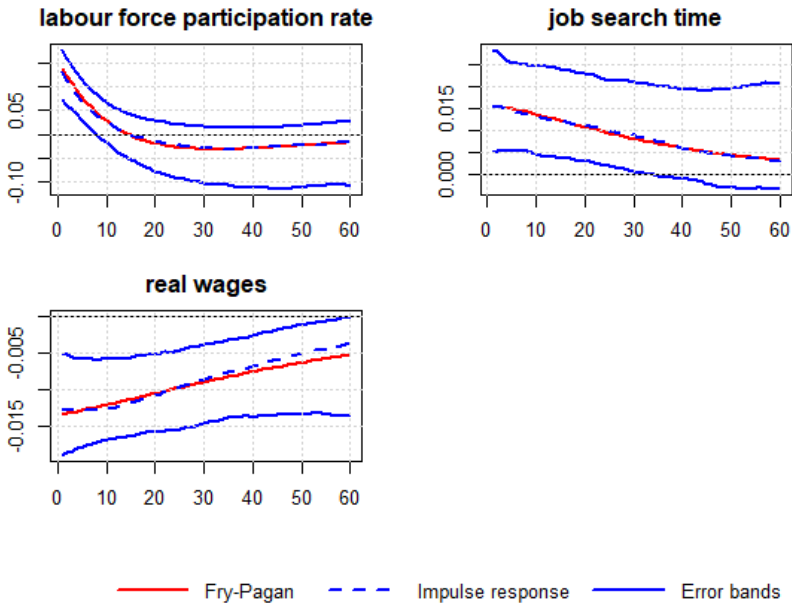 labour force participation rate
job search time
0.05
-0.10
0 10 20 30 40 50 60
0.015
0.000
0 10 20 30 40 50 60
real wages
-0.005
-0.015
0 10 20 30 40 50 60
Fry-Pagan
Impulse response
Error bands